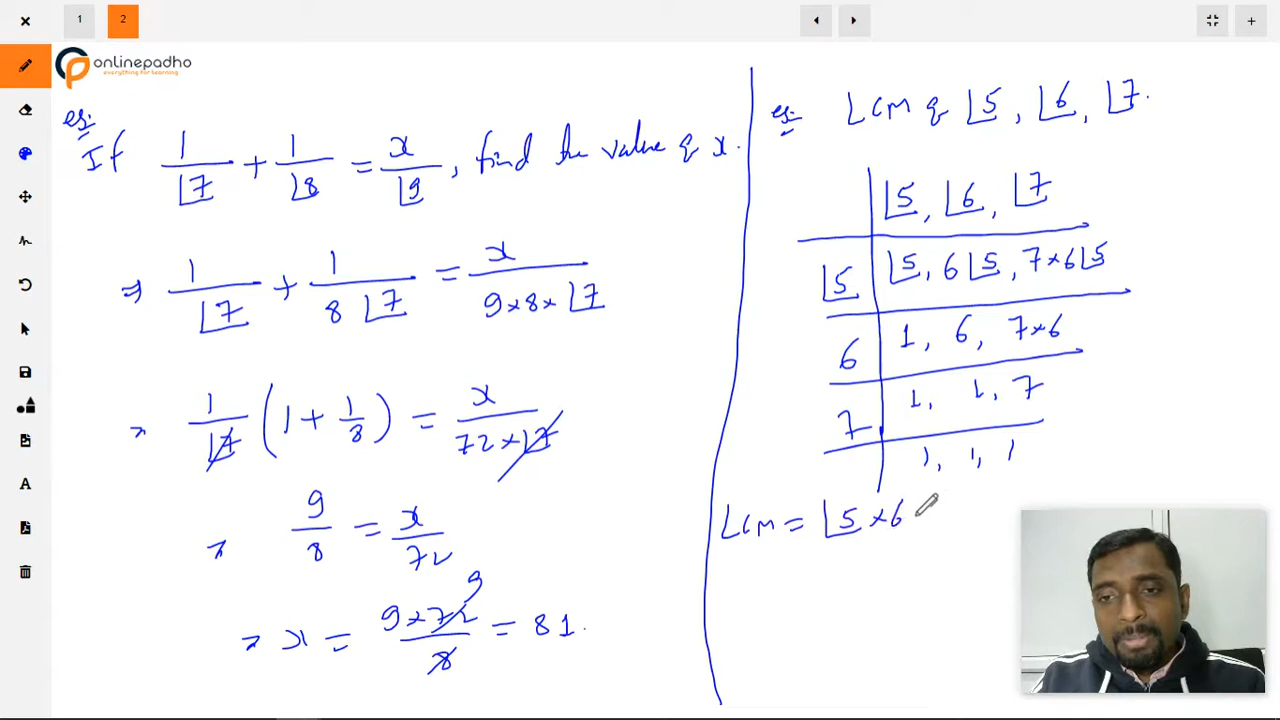 1 2
onlinepadho
everything for learning
eg:
If 1/⌊7 + 1/⌊8 = x/⌊9, find the value of x.
⇒ 1/⌊7 + 1/8 ⌊7 = x/9×8×⌊7
⇒ 1/⌊7 (1 + 1/8) = x/72×⌊7
⇒ 9/8 = x/72
9
⇒ x = 9×72/8 = 81.
eg: LCM of ⌊5, ⌊6, ⌊7.
⌊5, ⌊6, ⌊7
⌊5 ⌊5, 6⌊5, 7×6⌊5
6 1, 6, 7×6
7 1, 1, 7
1, 1, 1
LCM = ⌊5 × 6
A